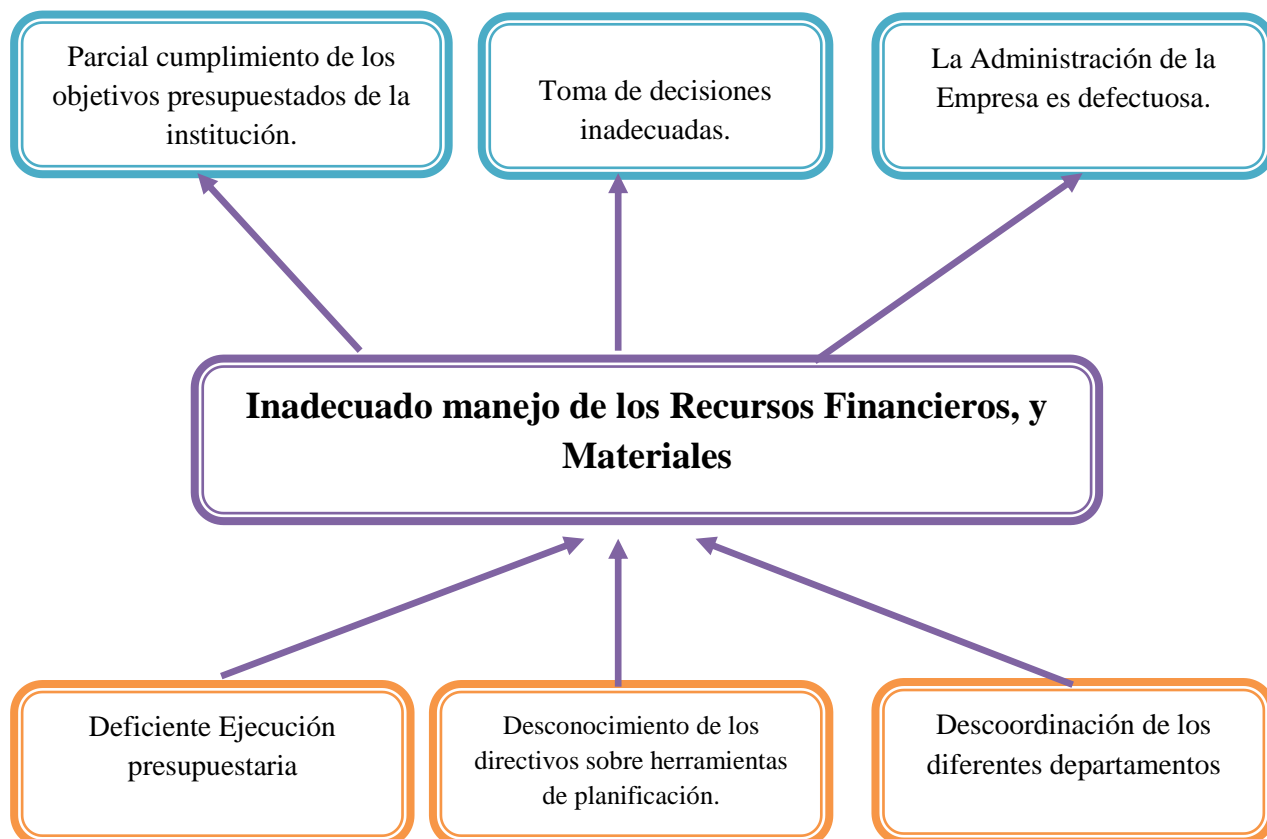 Parcial cumplimiento de los
objetivos presupuestados de la
institución.
Toma de decisiones
inadecuadas.
La Administración de la
Empresa es defectuosa.
Inadecuado manejo de los Recursos Financieros, y
Materiales
Deficiente Ejecución
presupuestaria
Desconocimiento de los
directivos sobre herramientas
de planificación.
Descoordinación de los
diferentes departamentos